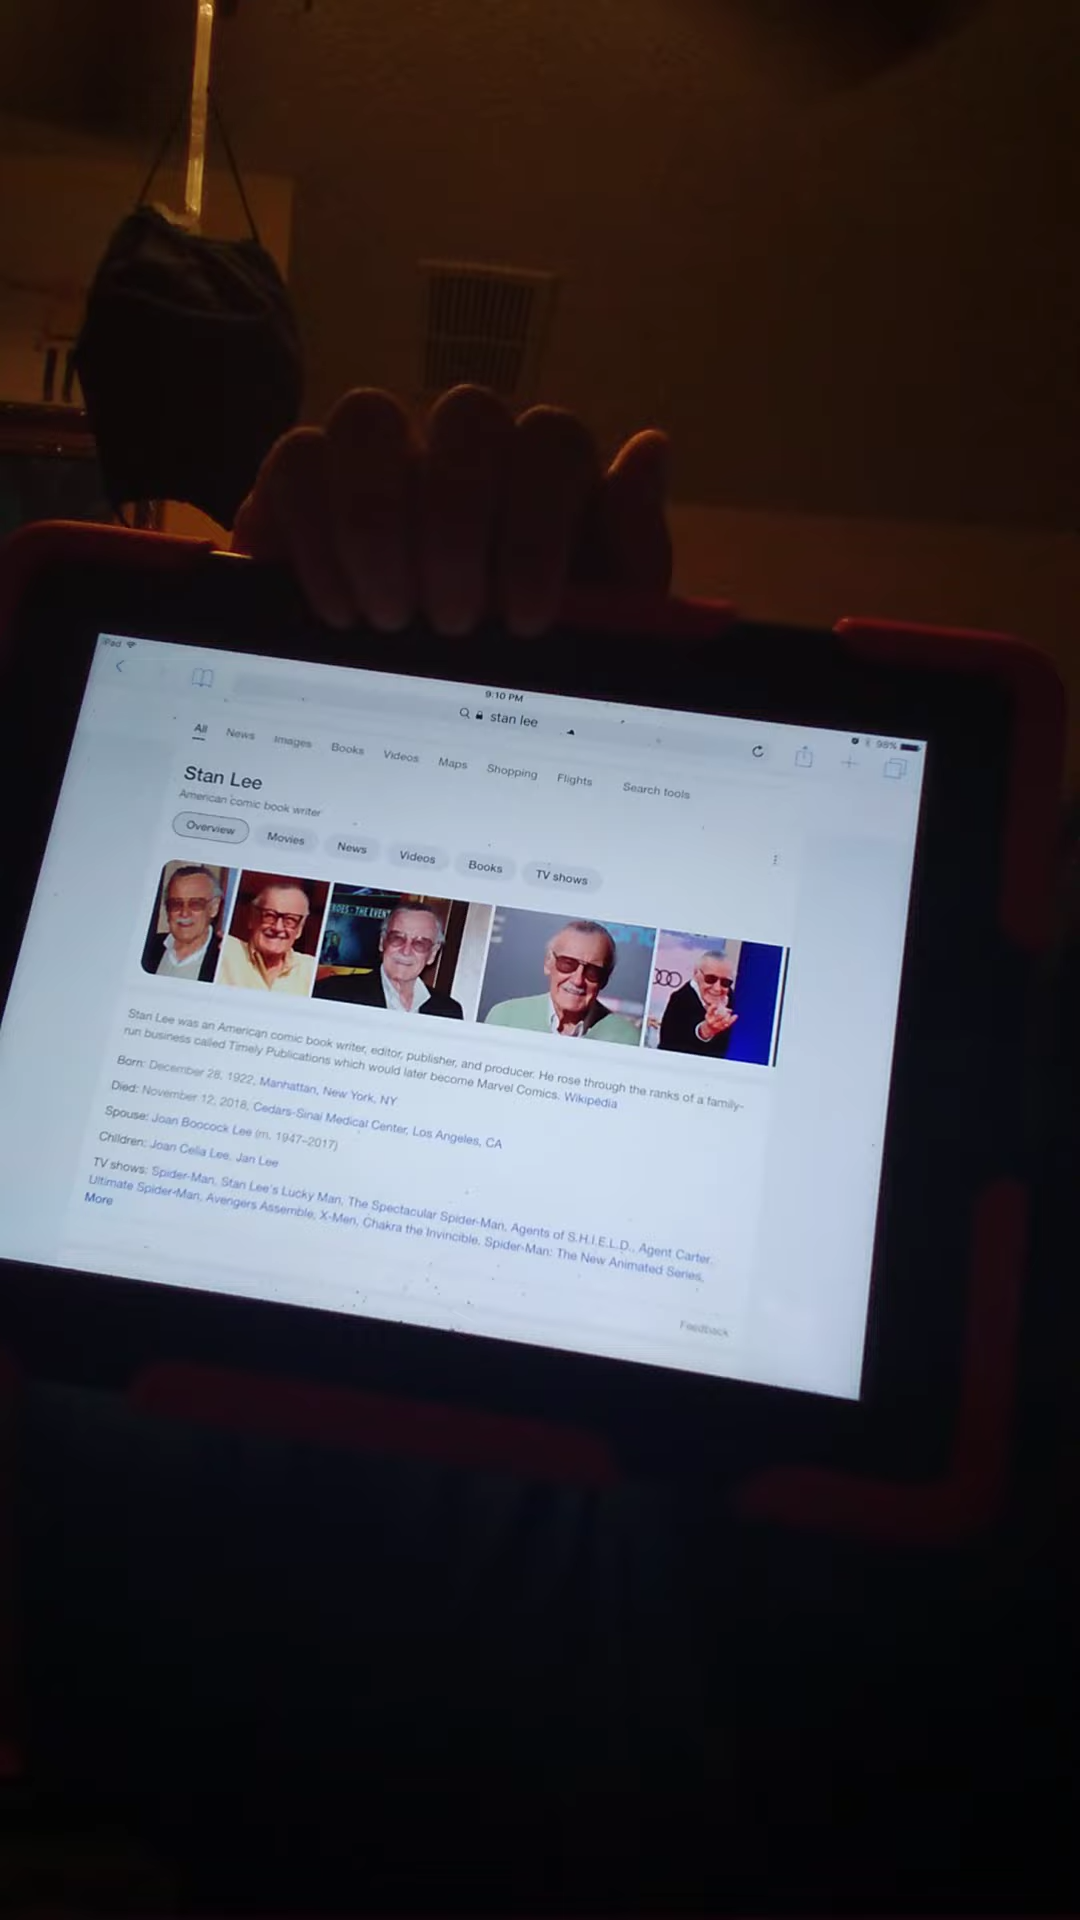 iPad
9:10 PM
98%
stan lee
All News Images Books Videos Maps Shopping Flights Search tools
Stan Lee
American comic book writer
Overview Movies News Videos Books TV shows
Stan Lee was an American comic book writer, editor, publisher, and producer. He rose through the ranks of a family-
run business called Timely Publications which would later become Marvel Comics. Wikipedia
Born: December 28, 1922, Manhattan, New York, NY
Died: November 12, 2018, Cedars-Sinai Medical Center, Los Angeles, CA
Spouse: Joan Boocock Lee (m. 1947–2017)
Children: Joan Celia Lee, Jan Lee
TV shows: Spider-Man, Stan Lee's Lucky Man, The Spectacular Spider-Man, Agents of S.H.I.E.L.D., Agent Carter,
Ultimate Spider-Man, Avengers Assemble, X-Men, Chakra the Invincible, Spider-Man: The New Animated Series,
More
Feedback